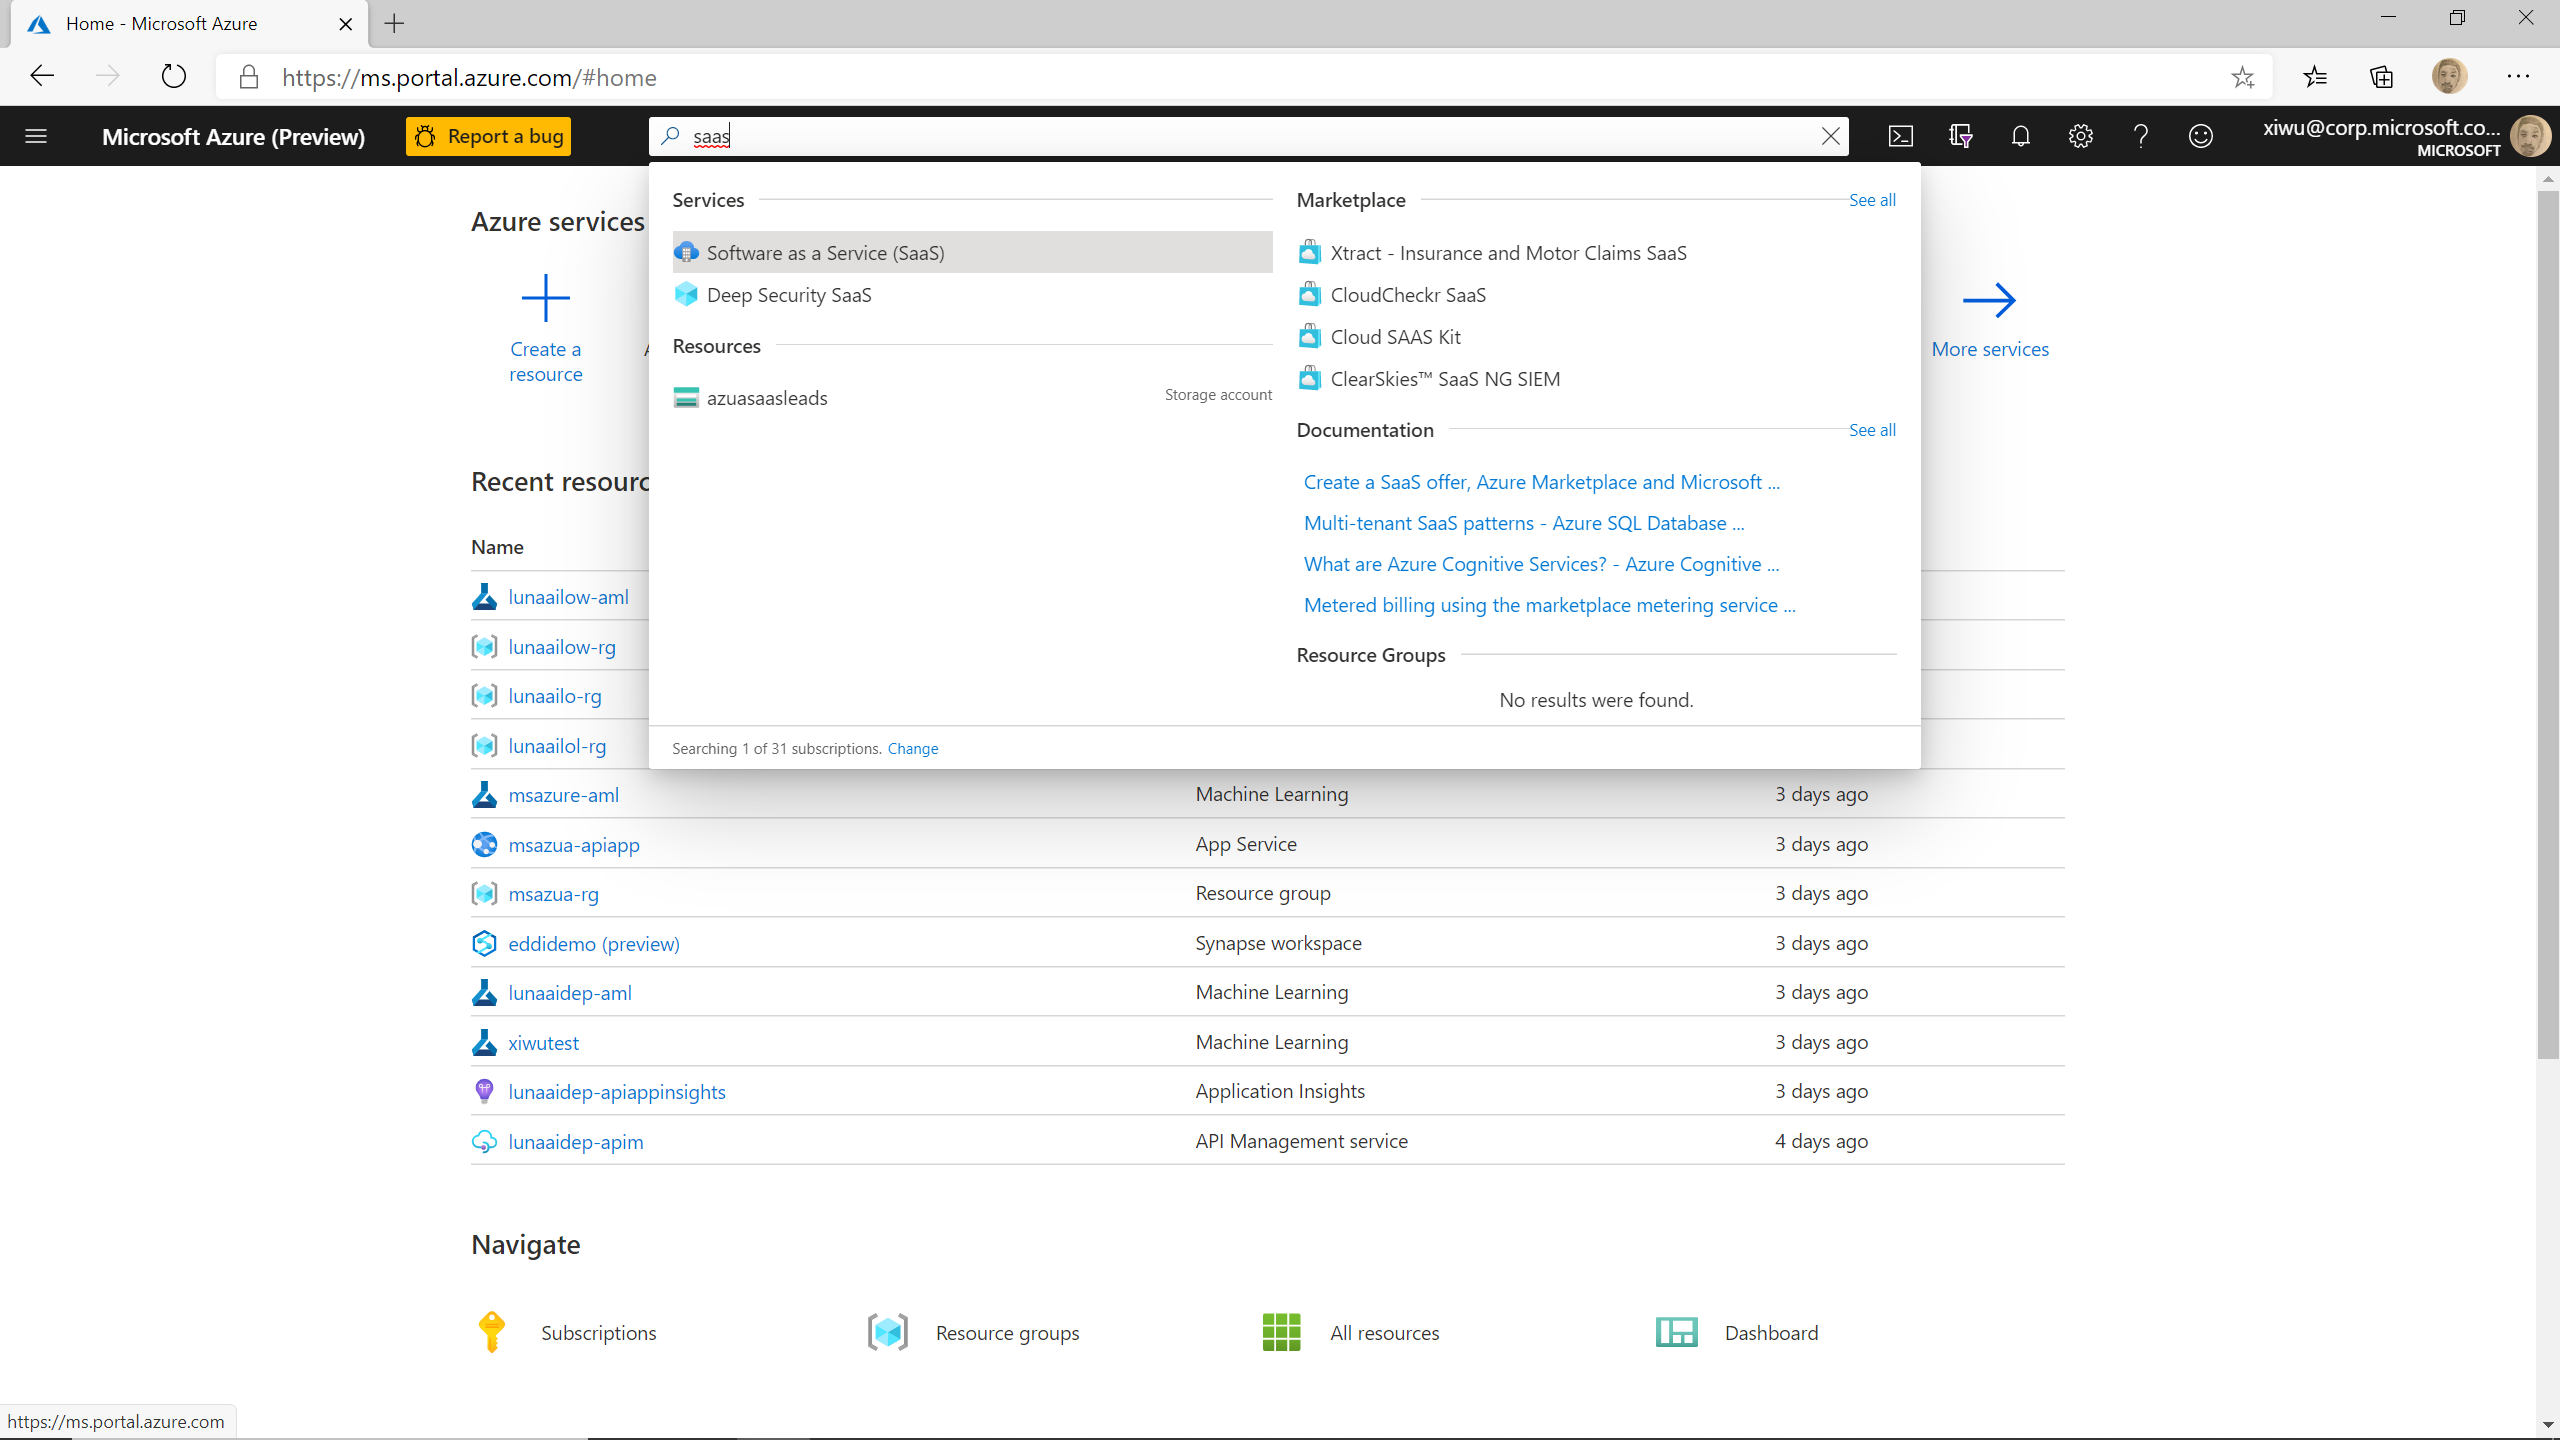 Home - Microsoft Azure
https://ms.portal.azure.com/#home
Microsoft Azure (Preview)
Report a bug
saas
xiwu@corp.microsoft.co...
MICROSOFT
Azure services
Create a
resource
More services
Services
Software as a Service (SaaS)
Deep Security SaaS
Resources
azuasaasleads Storage account
Marketplace See all
Xtract - Insurance and Motor Claims SaaS
CloudCheckr SaaS
Cloud SAAS Kit
ClearSkies™ SaaS NG SIEM
Documentation See all
Create a SaaS offer, Azure Marketplace and Microsoft ...
Multi-tenant SaaS patterns - Azure SQL Database ...
What are Azure Cognitive Services? - Azure Cognitive ...
Metered billing using the marketplace metering service ...
Resource Groups
No results were found.
Searching 1 of 31 subscriptions. Change
Recent resourc
Name
lunaailow-aml
lunaailow-rg
lunaailo-rg
lunaailol-rg
msazure-aml Machine Learning 3 days ago
msazua-apiapp App Service 3 days ago
msazua-rg Resource group 3 days ago
eddidemo (preview) Synapse workspace 3 days ago
lunaaidep-aml Machine Learning 3 days ago
xiwutest Machine Learning 3 days ago
lunaaidep-apiappinsights Application Insights 3 days ago
lunaaidep-apim API Management service 4 days ago
Navigate
Subscriptions Resource groups All resources Dashboard
https://ms.portal.azure.com